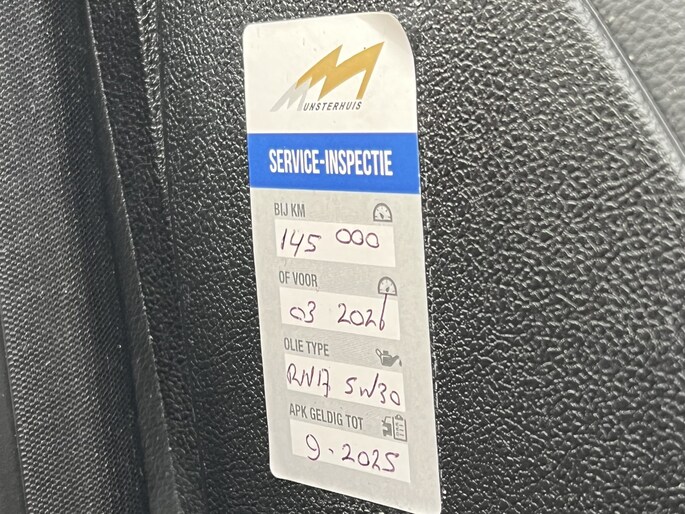 MUNSTERHUIS
SERVICE-INSPECTIE
BIJ KM
145 000
OF VOOR
03 2026
OLIE TYPE
RN17 5W30
APK GELDIG TOT
9-2025